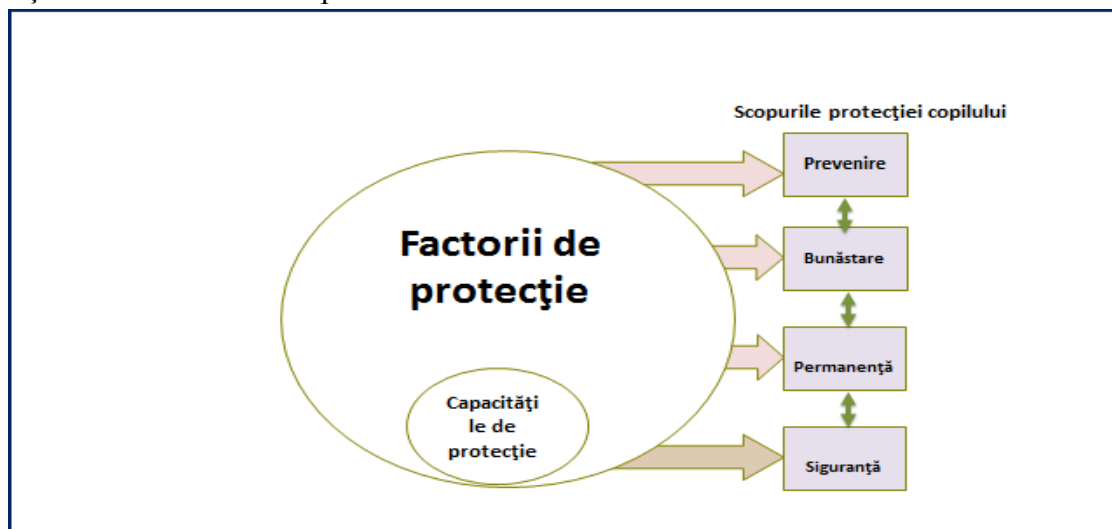 Scopurile protecţiei copilului
Prevenire
Factorii de
protecţie
Bunăstare
Permanenţă
Capacităţi
le de
protecţie
Siguranţă